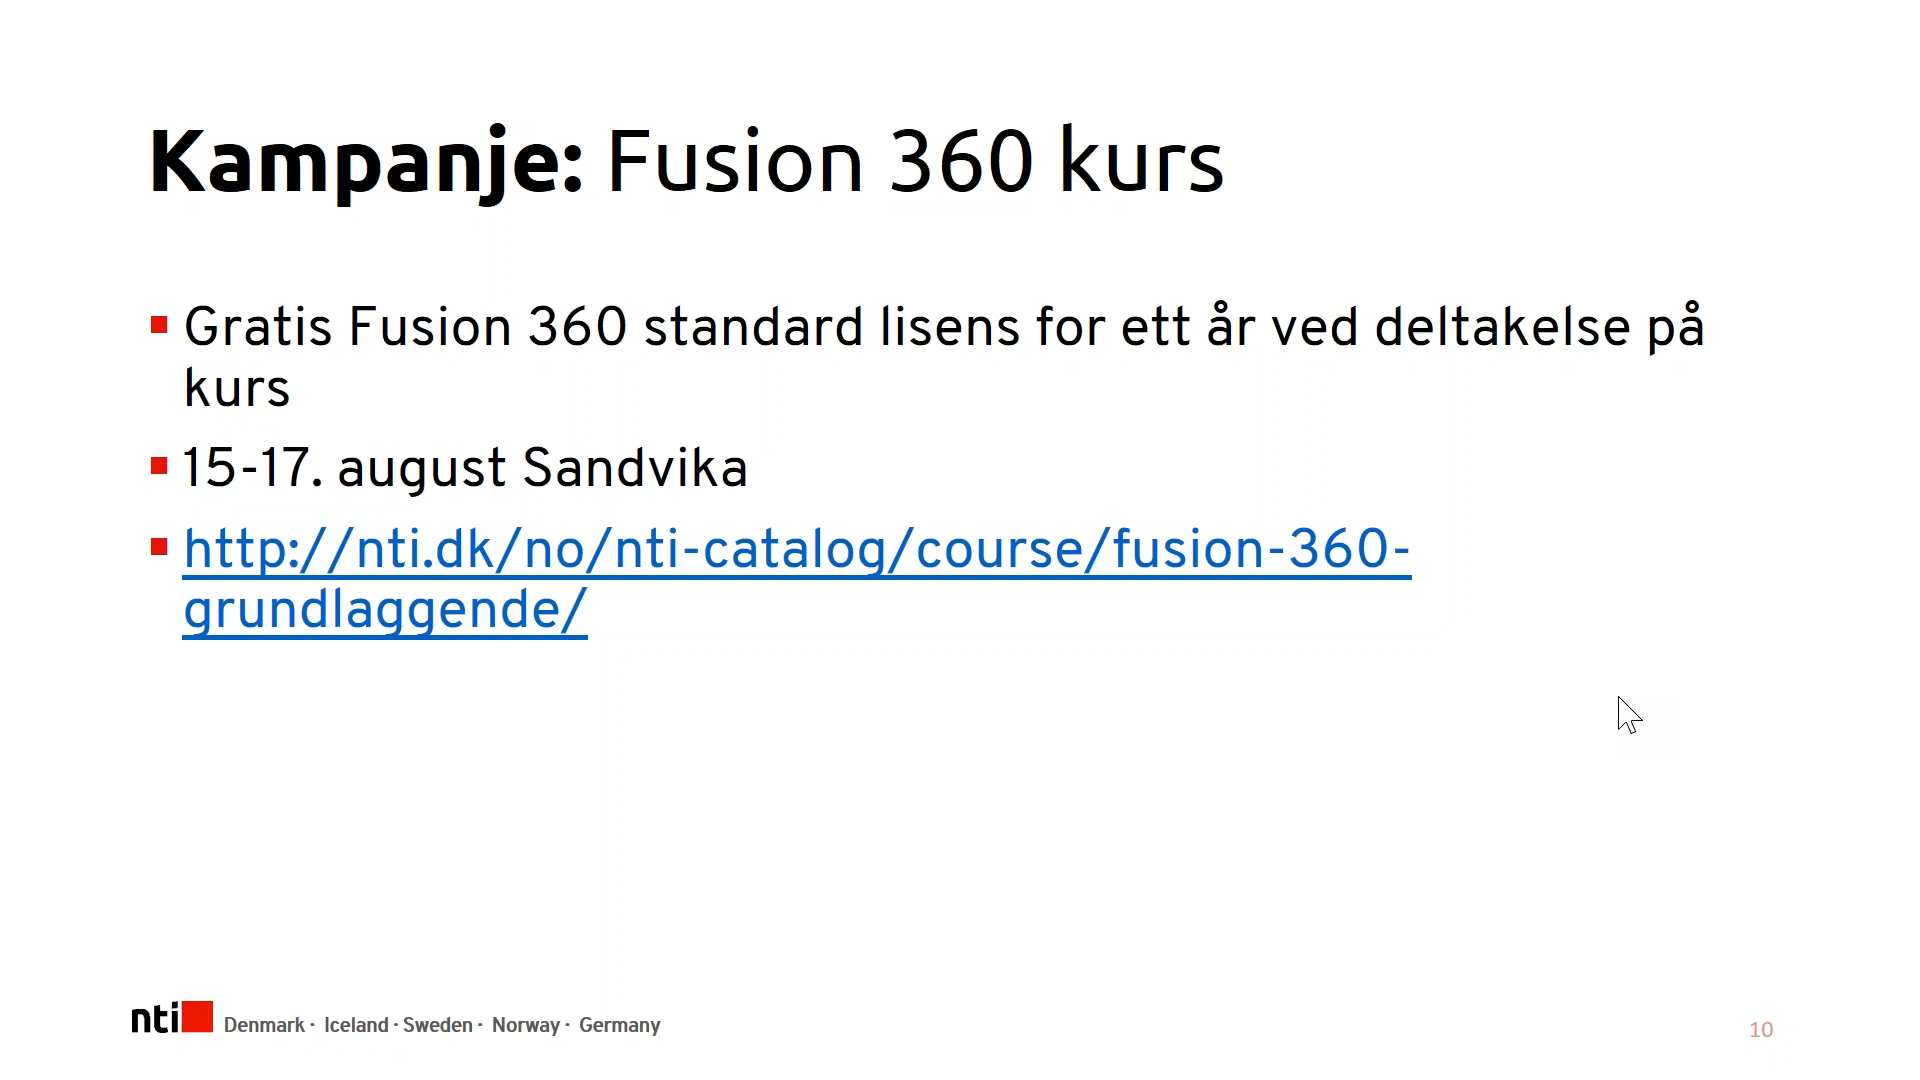 Kampanje: Fusion 360 kurs
Gratis Fusion 360 standard lisens for ett år ved deltakelse på
kurs
15-17. august Sandvika
http://nti.dk/no/nti-catalog/course/fusion-360-
grundlaggende/
nti Denmark · Iceland · Sweden · Norway · Germany
10